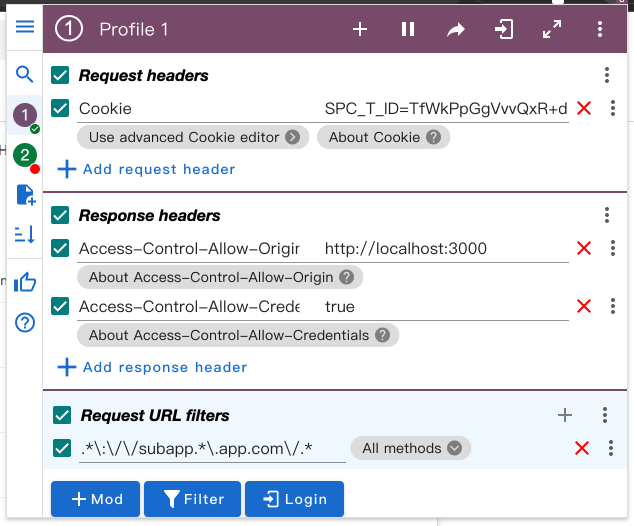 1 Profile 1
Request headers
1
Cookie SPC_T_ID=TfWkPpGgVvvQxR+d
2
Use advanced Cookie editor About Cookie ?
Add request header
Response headers
Access-Control-Allow-Origin http://localhost:3000
About Access-Control-Allow-Origin ?
Access-Control-Allow-Crede true
About Access-Control-Allow-Credentials ?
Add response header
Request URL filters
.*\:\/\/subapp.*\.app.com\/.*
All methods
+ Mod Filter Login